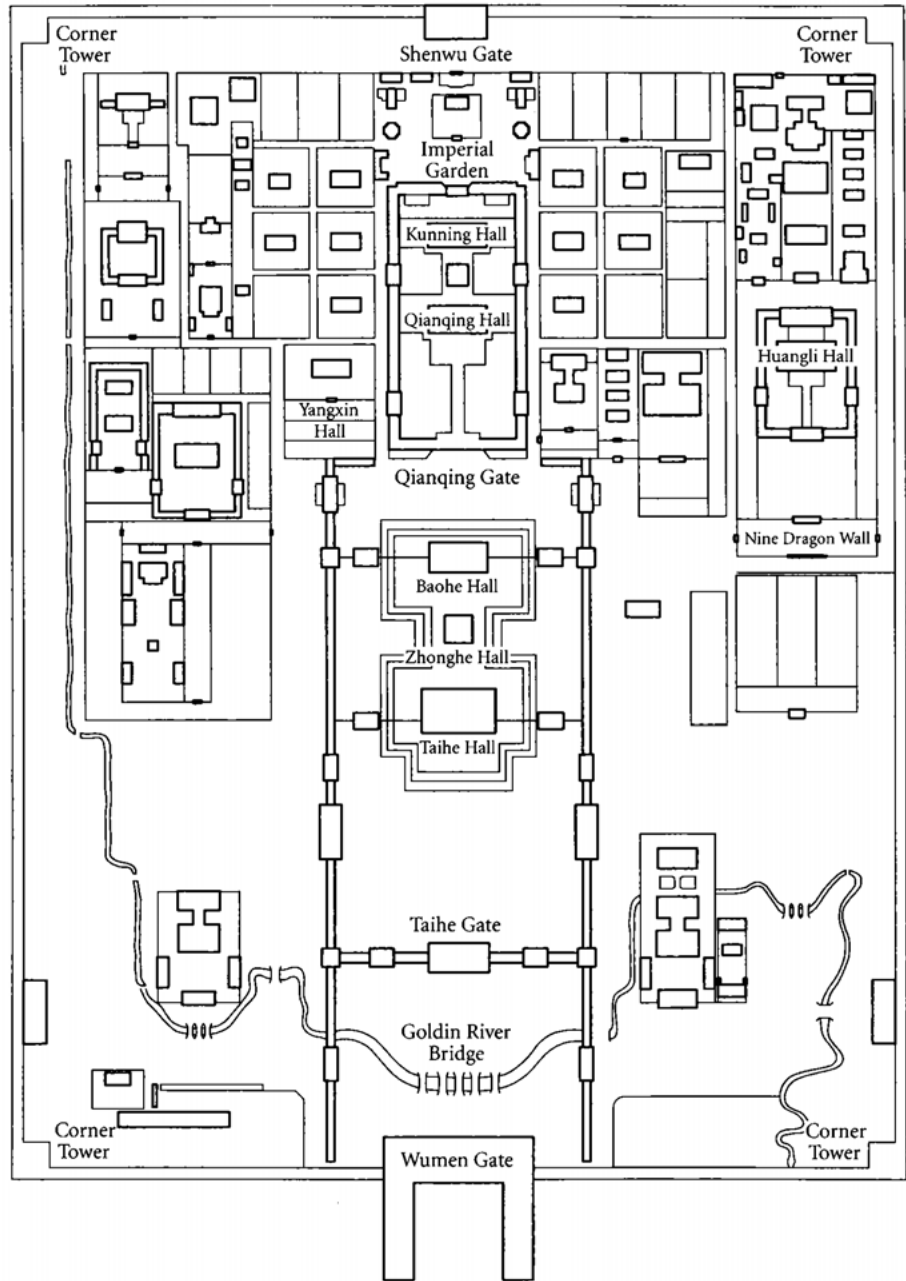 Corner
Tower
Shenwu Gate
Corner
Tower
Imperial
Garden
Kunning Hall
Qianqing Hall
Huangli Hall
Yangxin
Hall
Qianqing Gate
Nine Dragon Wall
Baohe Hall
Zhonghe Hall
Taihe Hall
Taihe Gate
Goldin River
Bridge
Corner
Tower
Wumen Gate
Corner
Tower